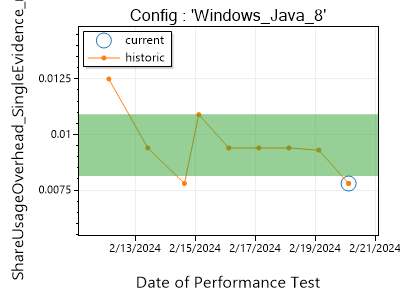 Config : 'Windows_Java_8'
current
historic
ShareUsageOverhead_SingleEvidence_
0.0125
0.01
0.0075
2/13/2024
2/15/2024
2/17/2024
2/19/2024
2/21/2024
Date of Performance Test